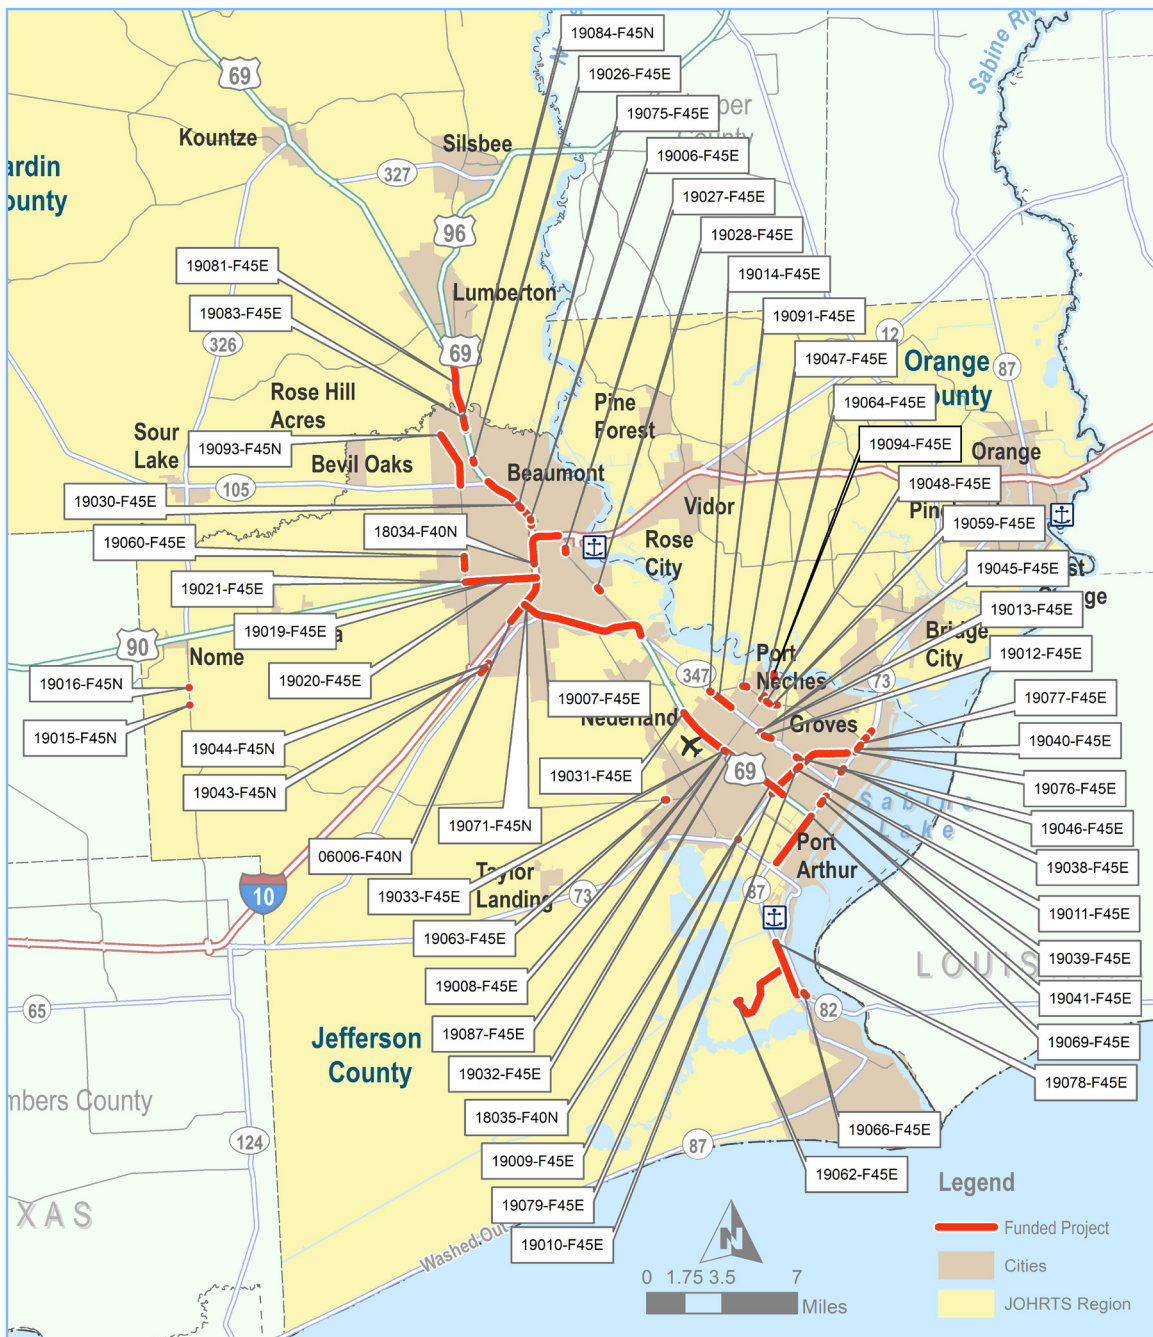 19084-F45N
19026-F45E
19075-F45E
19006-F45E
19027-F45E
19028-F45E
19014-F45E
19091-F45E
19047-F45E
19064-F45E
19094-F45E
19048-F45E
19059-F45E
19045-F45E
19013-F45E
19012-F45E
19077-F45E
19040-F45E
19076-F45E
19046-F45E
19038-F45E
19011-F45E
19039-F45E
19041-F45E
19069-F45E
19078-F45E
19066-F45E
19062-F45E
19081-F45E
19083-F45E
19093-F45N
19030-F45E
18034-F40N
19060-F45E
19021-F45E
19019-F45E
19020-F45E
19016-F45N
19015-F45N
19044-F45N
19043-F45N
19007-F45E
19031-F45E
19071-F45N
06006-F40N
19033-F45E
19063-F45E
19008-F45E
19087-F45E
19032-F45E
18035-F40N
19009-F45E
19079-F45E
19010-F45E
69
Kountze
Silsbee
327
96
ardin
ounty
ber
County
Sabine
Lumberton
69
326
12
87
Orange
ounty
Rose Hill
Acres
Pine
Forest
Sour
Lake
Bevil Oaks
Beaumont
Orange
105
Vidor
Rose
City
Bridge
City
90
Nome
347
Port
Neches
73
Nederland
Groves
69
Sabine
Lake
Port
Arthur
Taylor
Landing
73
87
10
65
82
Jefferson
County
mbers County
124
87
XAS
Washed Out
Legend
Funded Project
Cities
JOHRTS Region
N
0 1.75 3.5 7
Miles